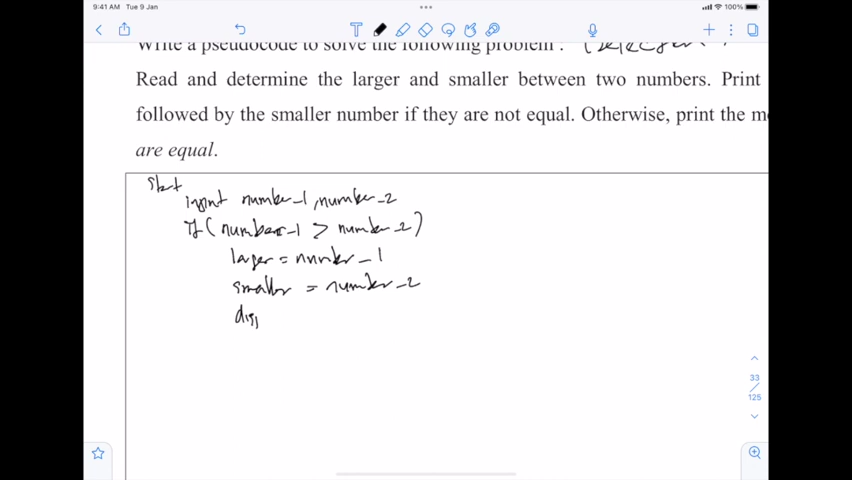 9:41 AM Tue 9 Jan
100%
Write a pseudocode to solve the following problem :
Read and determine the larger and smaller between two numbers. Print
followed by the smaller number if they are not equal. Otherwise, print the m
are equal.
start
input number_1, number_2
if (number_1 > number_2)
larger = number_1
smaller = number_2
disp
33
125